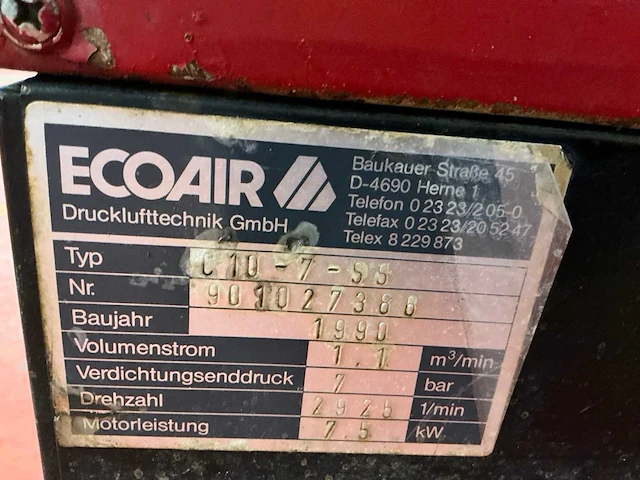 ECOAIR
Drucklufttechnik GmbH
Baukauer Straße 45
D-4690 Herne 1
Telefon 0 23 23/2 05-0
Telefax 0 23 23/20 52 47
Telex 8 229 873
Typ C10-7-SS
Nr. 901027388
Baujahr 1990
Volumenstrom 1.1 m³/min
Verdichtungsenddruck 7 bar
Drehzahl 2925 1/min
Motorleistung 7.5 kW